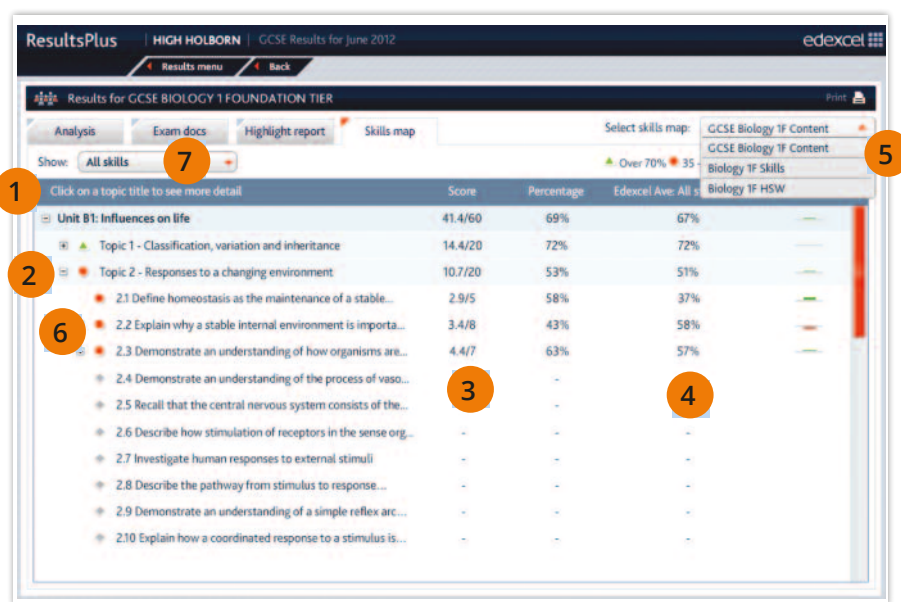 ResultsPlus | HIGH HOLBORN | GCSE Results for June 2012 edexcel
Results menu Back
Results for GCSE BIOLOGY 1 FOUNDATION TIER Print
Analysis Exam docs Highlight report Skills map Select skills map: GCSE Biology 1F Content
GCSE Biology 1F Content
5
Show: All skills 7 Over 70% 35 - Biology 1F Skills
1 Click on a topic title to see more detail Score Percentage Edexcel Ave: All s Biology 1F HSW
Unit B1: Influences on life 41.4/60 69% 67%
Topic 1 - Classification, variation and inheritance 14.4/20 72% 72%
2 Topic 2 - Responses to a changing environment 10.7/20 53% 51%
2.1 Define homeostasis as the maintenance of a stable... 2.9/5 58% 37%
6 2.2 Explain why a stable internal environment is importa... 3.4/8 43% 58%
2.3 Demonstrate an understanding of how organisms are... 4.4/7 63% 57%
2.4 Demonstrate an understanding of the process of vaso... 3 -
2.5 Recall that the central nervous system consists of the... - 4
2.6 Describe how stimulation of receptors in the sense org... - - -
2.7 Investigate human responses to external stimuli - - -
2.8 Describe the pathway from stimulus to response... - - -
2.9 Demonstrate an understanding of a simple reflex arc... - - -
2.10 Explain how a coordinated response to a stimulus is... - - -